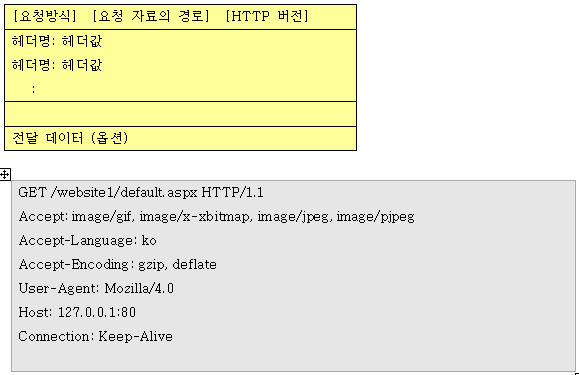 [요청방식] [요청 자료의 경로] [HTTP 버전]
헤더명: 헤더값
헤더명: 헤더값
:
전달 데이터 (옵션)
GET /website1/default.aspx HTTP/1.1
Accept: image/gif, image/x-xbitmap, image/jpeg, image/pjpeg
Accept-Language: ko
Accept-Encoding: gzip, deflate
User-Agent: Mozilla/4.0
Host: 127.0.0.1:80
Connection: Keep-Alive